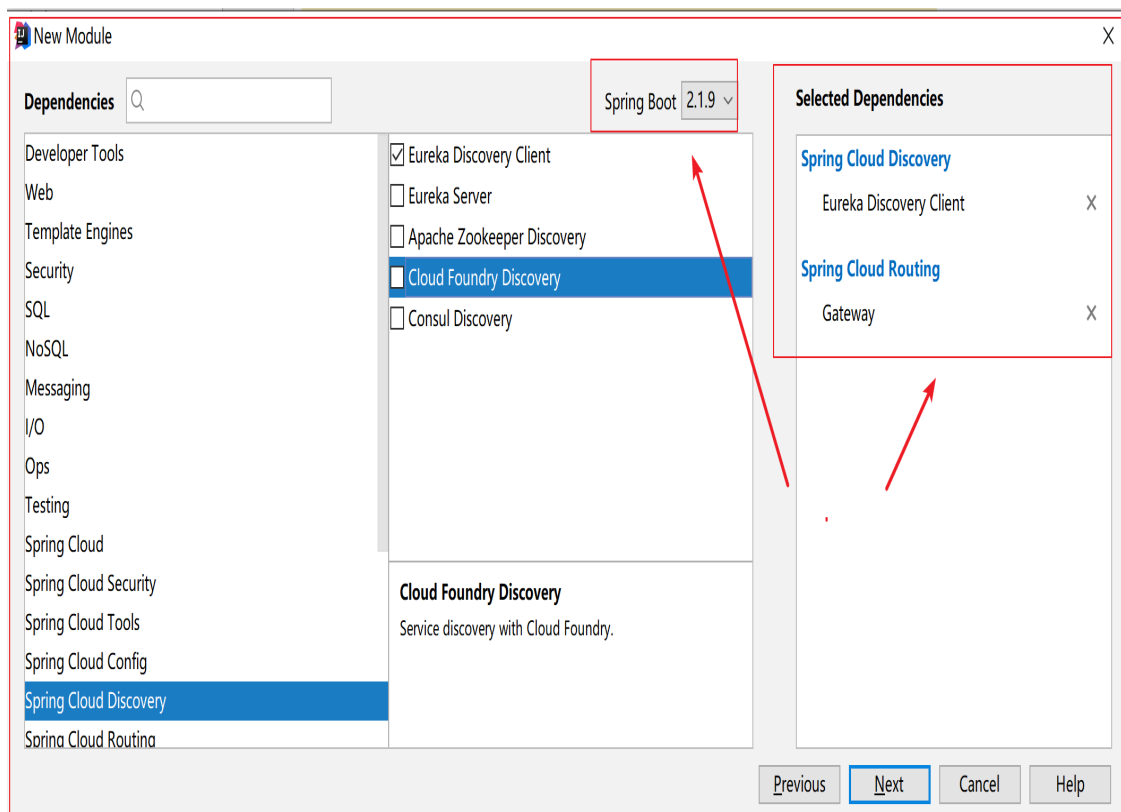 New Module
Dependencies
Spring Boot 2.1.9
Selected Dependencies
Developer Tools
Web
Template Engines
Security
SQL
NoSQL
Messaging
I/O
Ops
Testing
Spring Cloud
Spring Cloud Security
Spring Cloud Tools
Spring Cloud Config
Spring Cloud Discovery
Spring Cloud Routing
Eureka Discovery Client
Eureka Server
Apache Zookeeper Discovery
Cloud Foundry Discovery
Consul Discovery
Cloud Foundry Discovery
Service discovery with Cloud Foundry.
Spring Cloud Discovery
Eureka Discovery Client
Spring Cloud Routing
Gateway
Previous
Next
Cancel
Help